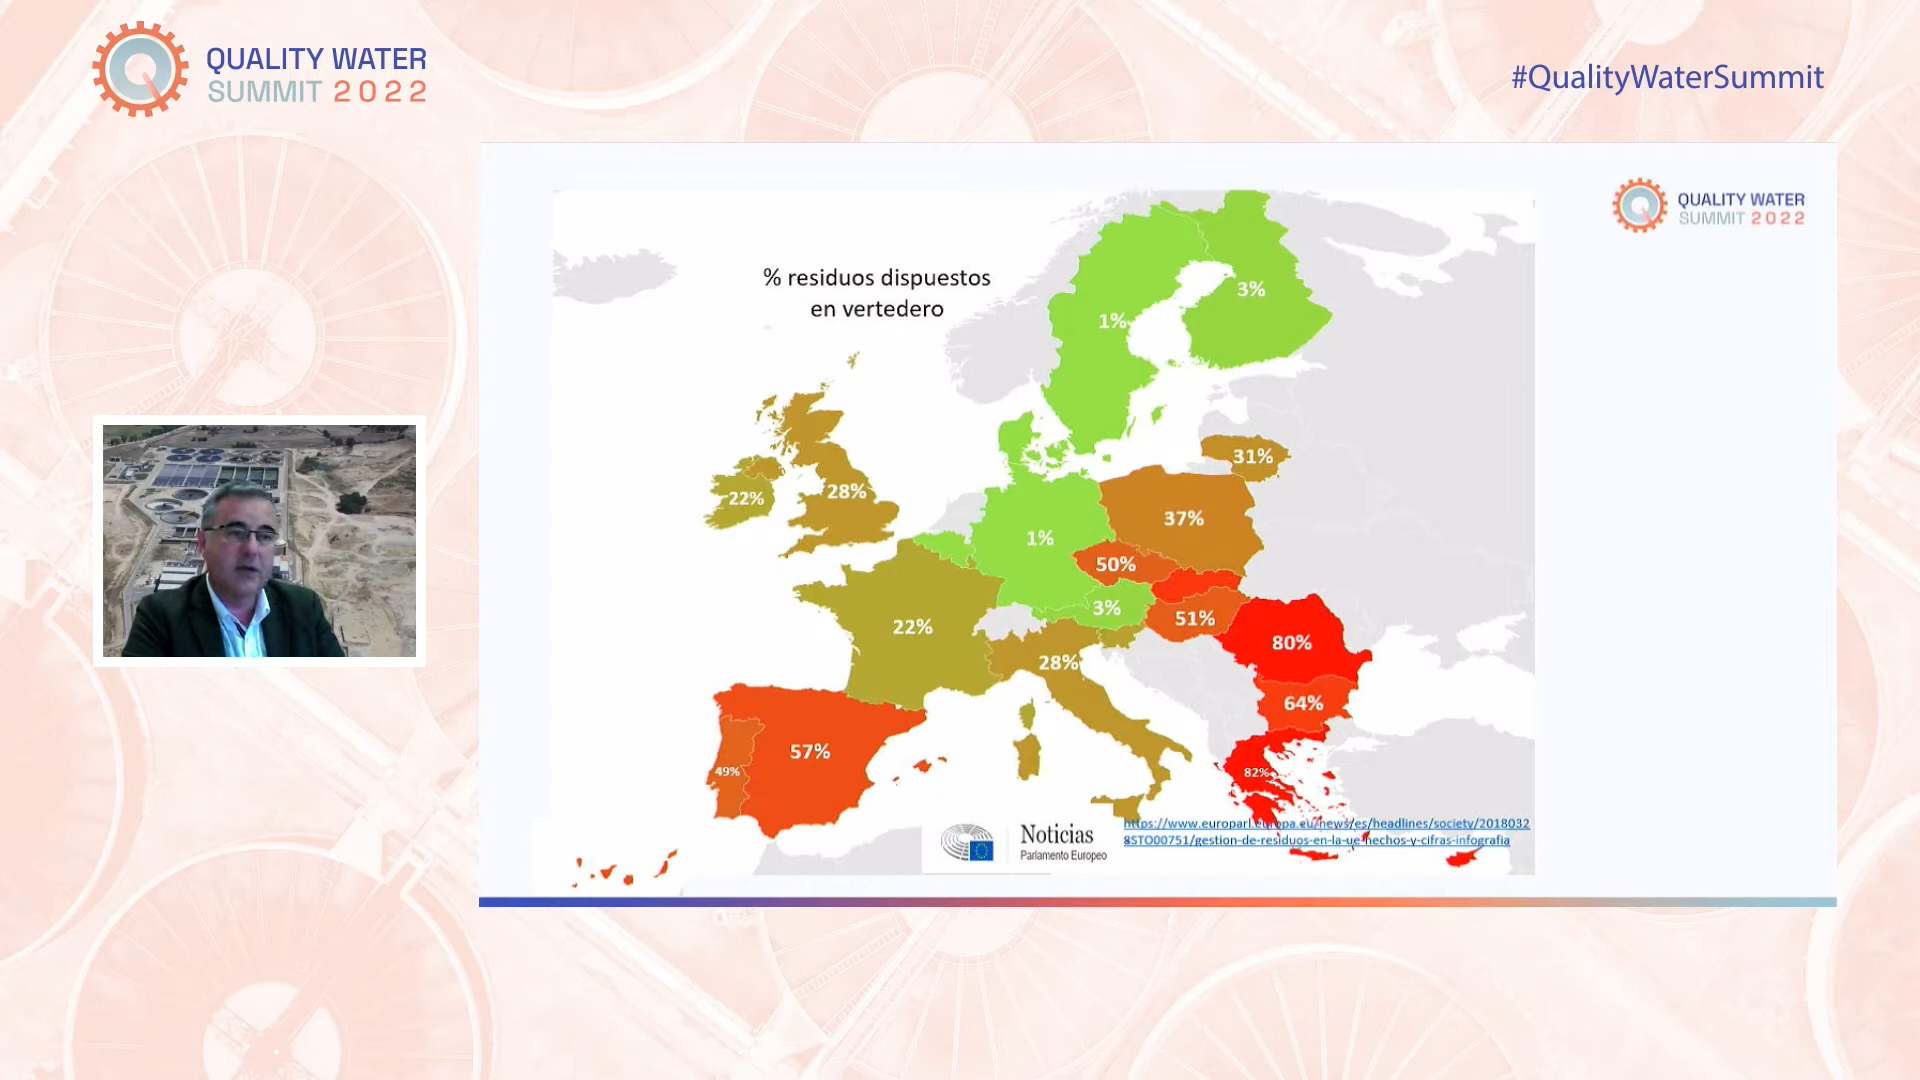 QUALITY WATER
SUMMIT 2022
#QualityWaterSummit
QUALITY WATER
SUMMIT 2022
% residuos dispuestos
en vertedero
3%
1%
31%
22%
28%
37%
1%
50%
3%
51%
22%
80%
28%
64%
57%
49%
82%
Noticias
Parlamento Europeo
https://www.europarl.europa.eu/news/es/headlines/society/2018032
8STO00751/gestion-de-residuos-en-la-ue-hechos-y-cifras-infografia